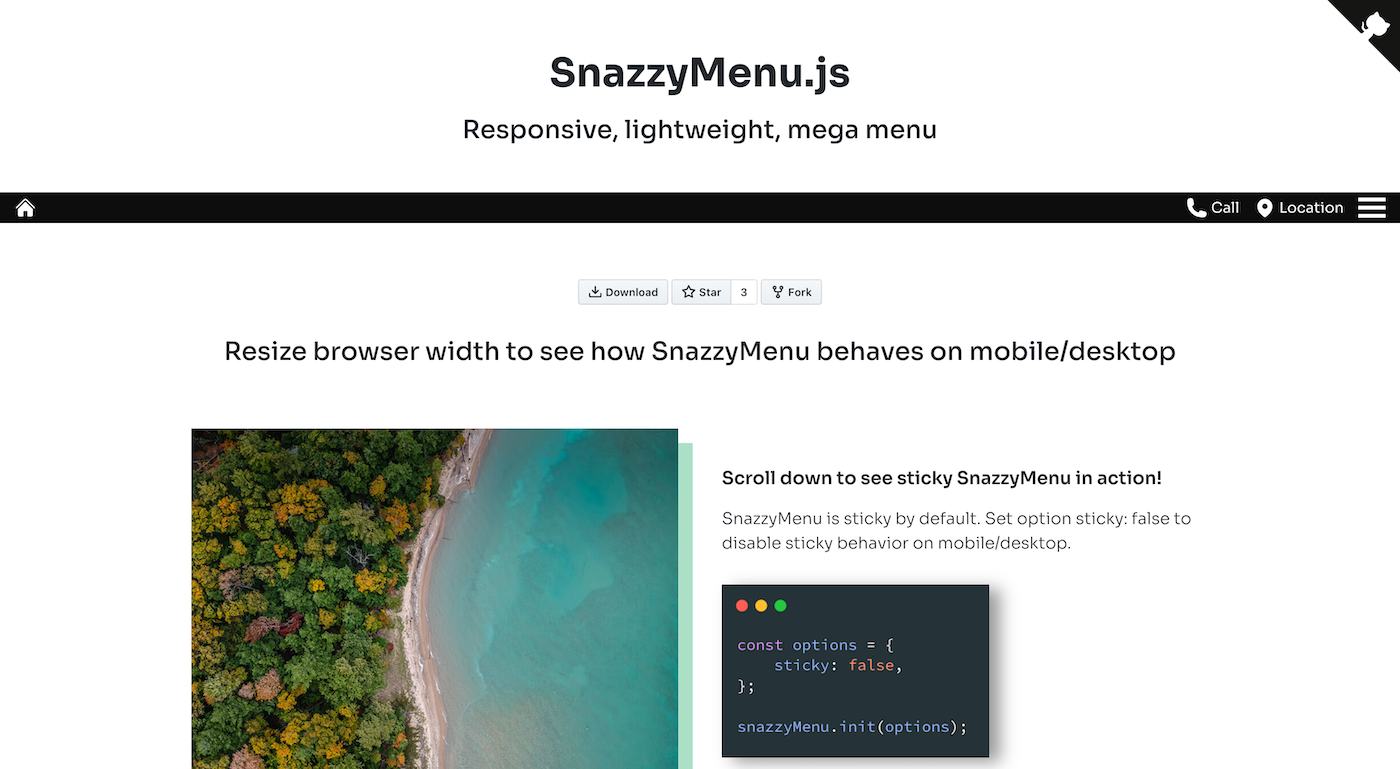 SnazzyMenu.js
Responsive, lightweight, mega menu
Call Location
Download Star 3 Fork
Resize browser width to see how SnazzyMenu behaves on mobile/desktop
Scroll down to see sticky SnazzyMenu in action!
SnazzyMenu is sticky by default. Set option sticky: false to
disable sticky behavior on mobile/desktop.
const options = {
    sticky: false,
};
snazzyMenu.init(options);